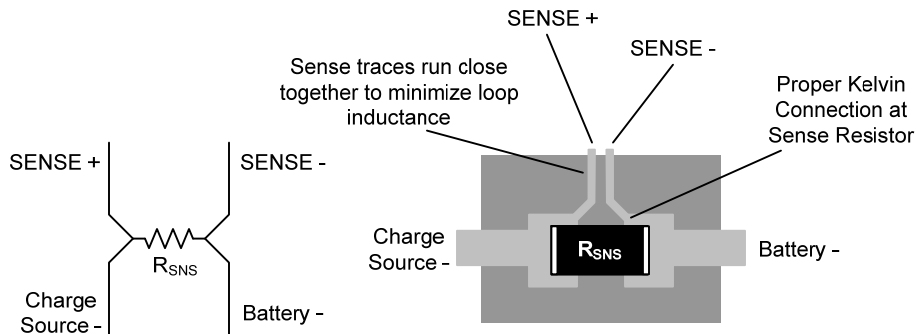 SENSE +
SENSE -
Sense traces run close
together to minimize loop
inductance
Proper Kelvin
Connection at
Sense Resistor
SENSE +
SENSE -
RSNS
Charge
Source -
Battery -
Charge
Source -
RSNS
Battery -